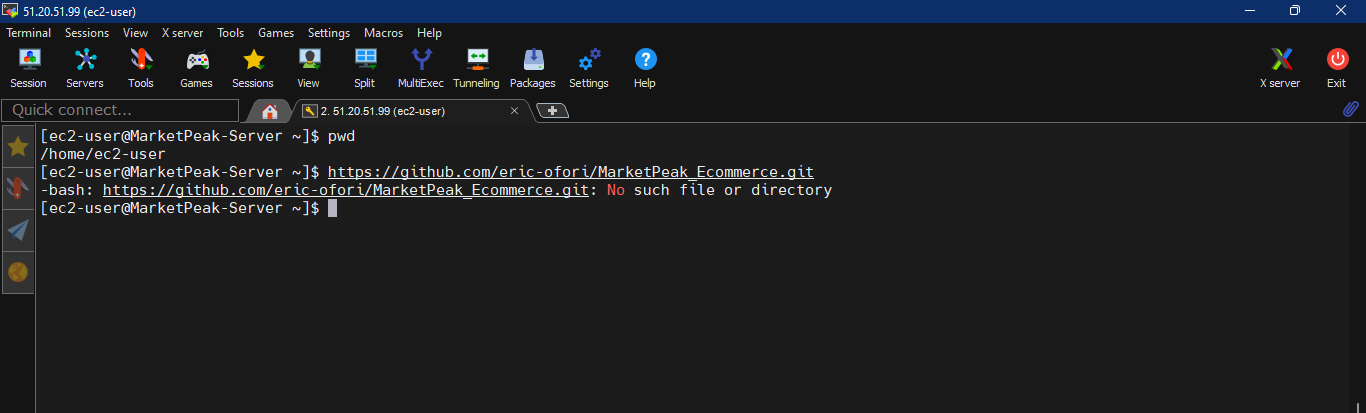 51.20.51.99 (ec2-user)
Terminal Sessions View X server Tools Games Settings Macros Help
Session Servers Tools Games Sessions View Split MultiExec Tunneling Packages Settings Help X server Exit
Quick connect... 2. 51.20.51.99 (ec2-user)
[ec2-user@MarketPeak-Server ~]$ pwd
/home/ec2-user
[ec2-user@MarketPeak-Server ~]$ https://github.com/eric-ofori/MarketPeak_Ecommerce.git
-bash: https://github.com/eric-ofori/MarketPeak_Ecommerce.git: No such file or directory
[ec2-user@MarketPeak-Server ~]$